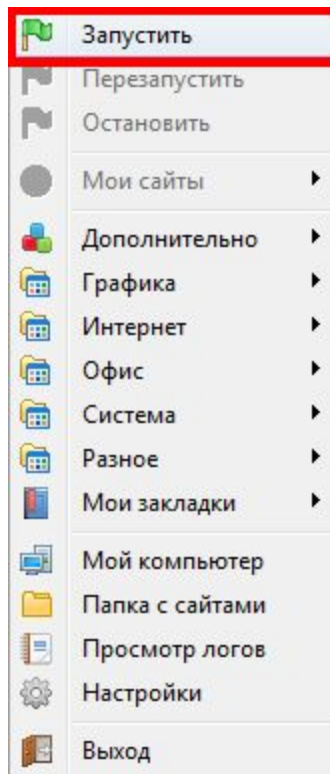 Запустить
Перезапустить
Остановить
Мои сайты
Дополнительно
Графика
Интернет
Офис
Система
Разное
Мои закладки
Мой компьютер
Папка с сайтами
Просмотр логов
Настройки
Выход